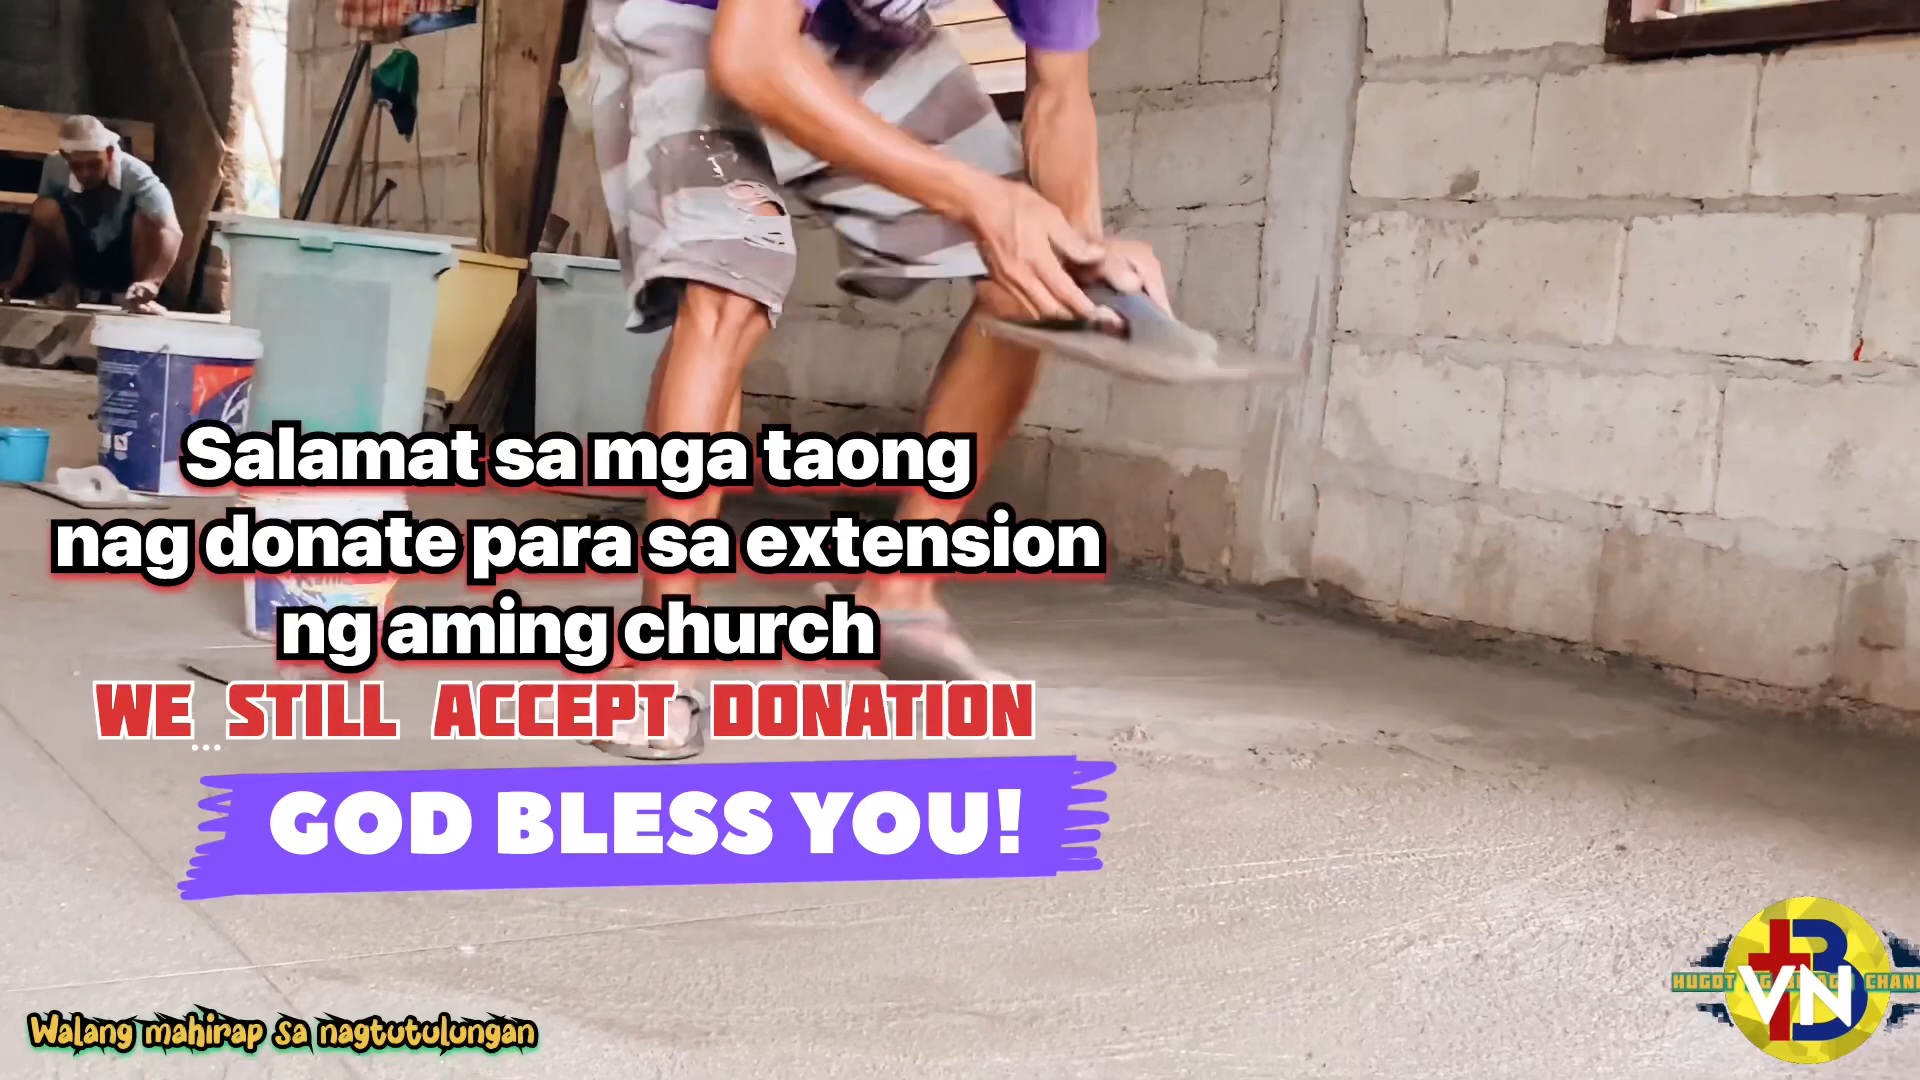 Salamat sa mga taong
nag donate para sa extension
ng aming church
WE STILL ACCEPT DONATION
...
GOD BLESS YOU!
Walang mahirap sa nagtutulungan
HUGOT
VN
B